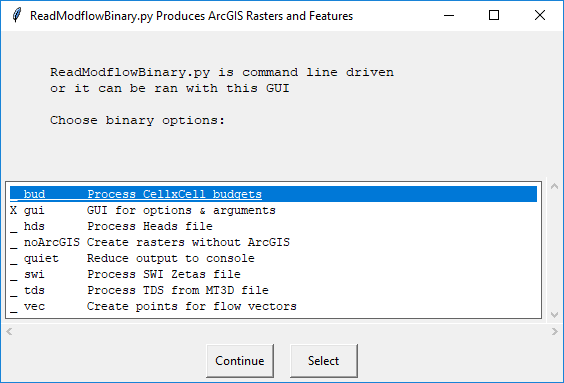 ReadModflowBinary.py Produces ArcGIS Rasters and Features
ReadModflowBinary.py is command line driven
or it can be ran with this GUI
Choose binary options:
_ bud      Process CellxCell budgets
X gui      GUI for options & arguments
_ hds      Process Heads file
_ noArcGIS Create rasters without ArcGIS
_ quiet    Reduce output to console
_ swi      Process SWI Zetas file
_ tds      Process TDS from MT3D file
_ vec      Create points for flow vectors
Continue Select